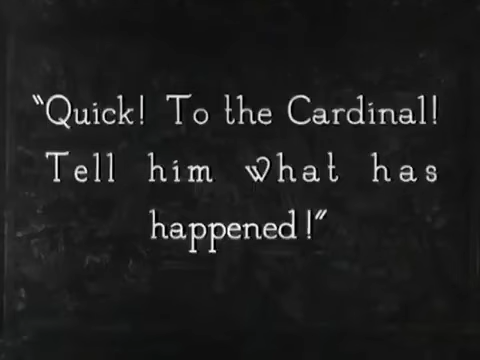 “Quick! To the Cardinal!
Tell him what has
happened!”